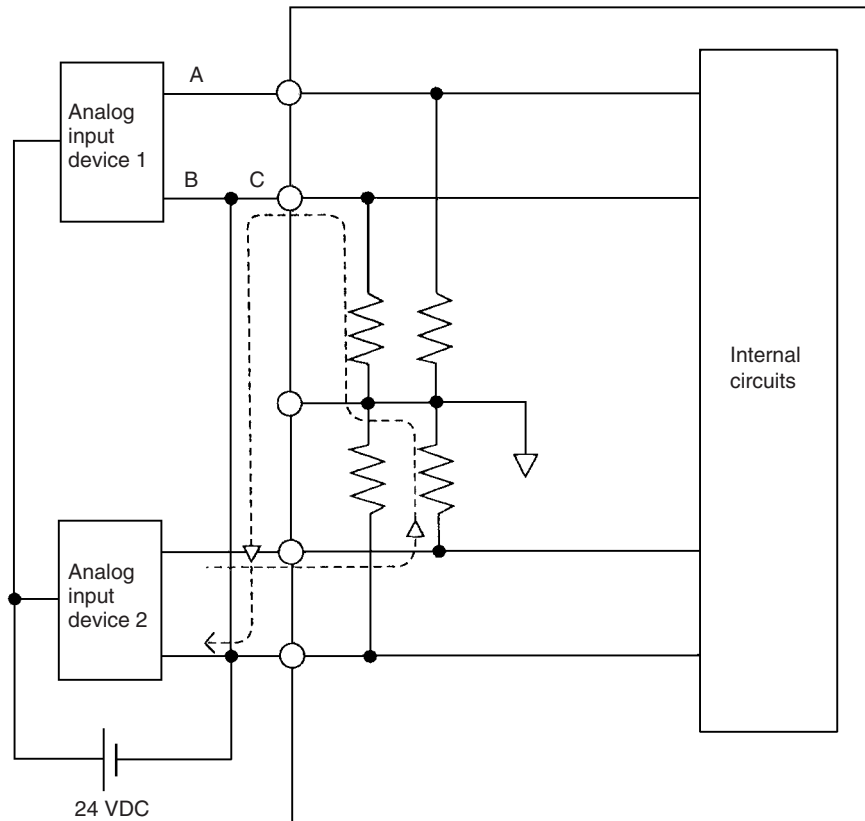 A
Analog
input
device 1
B
C
Internal
circuits
Analog
input
device 2
24 VDC